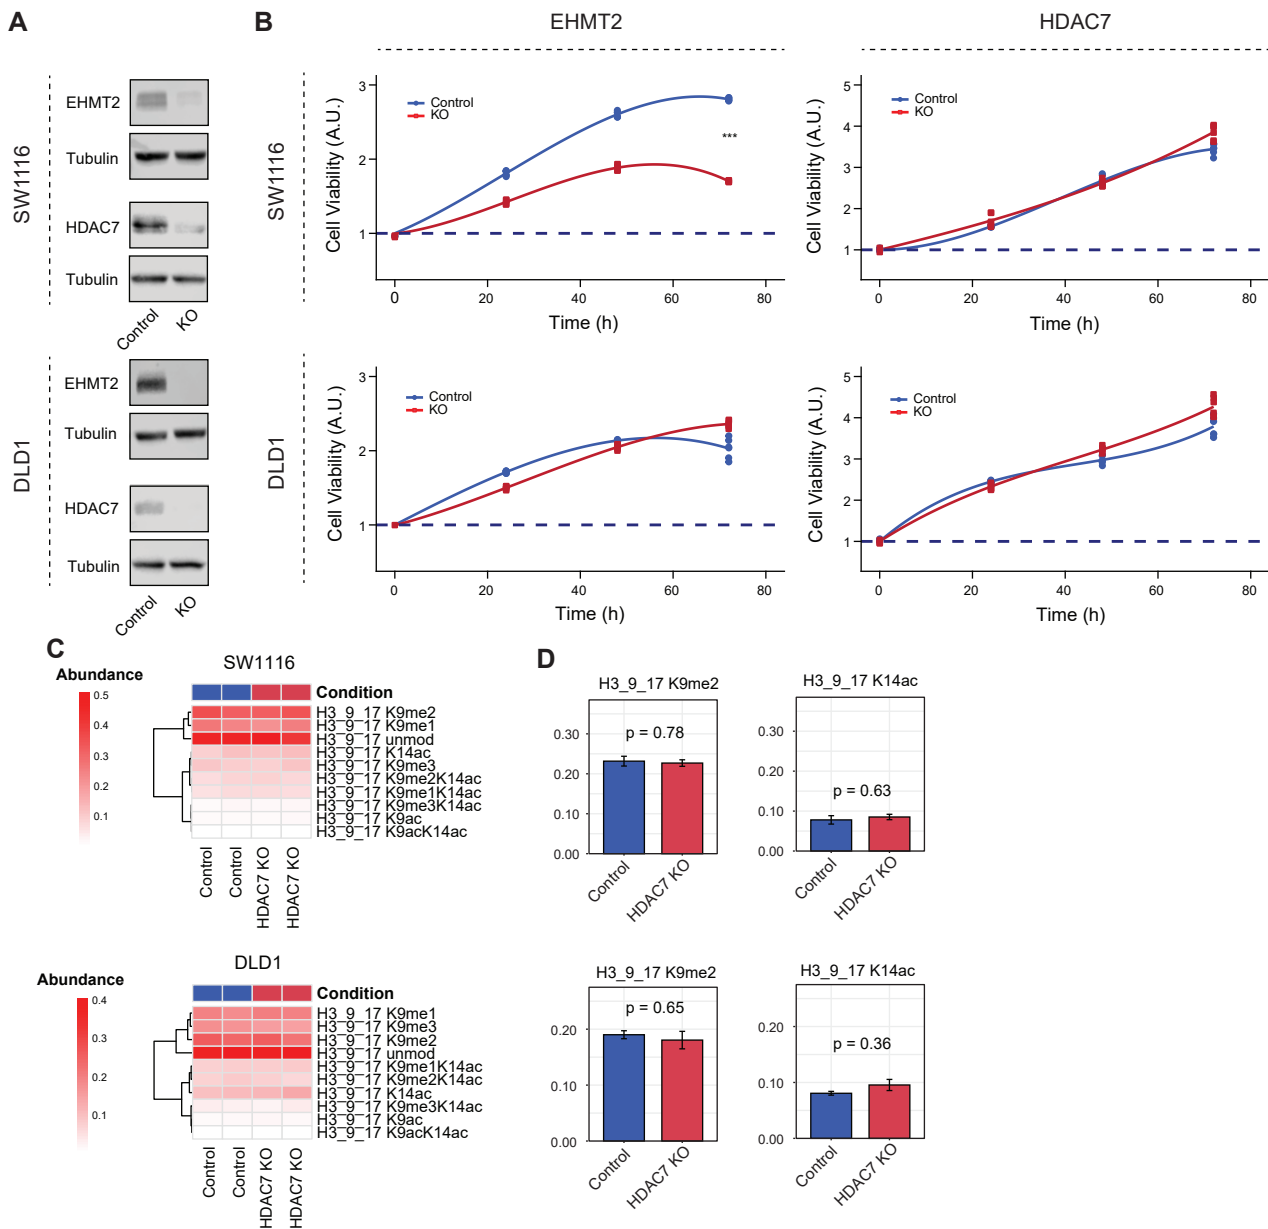 A
B
EHMT2
HDAC7
SW1116
EHMT2
Tubulin
HDAC7
Tubulin
Control
KO
DLD1
EHMT2
Tubulin
HDAC7
Tubulin
Control
KO
SW1116
Cell Viability (A.U.)
3
2
1
Control
KO
***
0
20
40
60
80
Time (h)
Cell Viability (A.U.)
5
4
3
2
1
Control
KO
0
20
40
60
80
Time (h)
DLD1
Cell Viability (A.U.)
3
2
1
Control
KO
0
20
40
60
80
Time (h)
Cell Viability (A.U.)
5
4
3
2
1
Control
KO
0
20
40
60
80
Time (h)
C
Abundance
0.5
0.4
0.3
0.2
0.1
SW1116
Condition
H3_9_17 K9me2
H3_9_17 K9me1
H3_9_17 unmod
H3_9_17 K14ac
H3_9_17 K9me3
H3_9_17 K9me2K14ac
H3_9_17 K9me1K14ac
H3_9_17 K9me3K14ac
H3_9_17 K9ac
H3_9_17 K9acK14ac
Control
Control
HDAC7 KO
HDAC7 KO
DLD1
Abundance
0.4
0.3
0.2
0.1
Condition
H3_9_17 K9me1
H3_9_17 K9me3
H3_9_17 K9me2
H3_9_17 unmod
H3_9_17 K9me1K14ac
H3_9_17 K9me2K14ac
H3_9_17 K14ac
H3_9_17 K9me3K14ac
H3_9_17 K9ac
H3_9_17 K9acK14ac
Control
Control
HDAC7 KO
HDAC7 KO
D
H3_9_17 K9me2
p = 0.78
0.30
0.20
0.10
0.00
Control
HDAC7 KO
H3_9_17 K14ac
0.30
0.20
p = 0.63
0.10
0.00
Control
HDAC7 KO
H3_9_17 K9me2
p = 0.65
0.20
0.10
0.00
Control
HDAC7 KO
H3_9_17 K14ac
0.20
p = 0.36
0.10
0.00
Control
HDAC7 KO